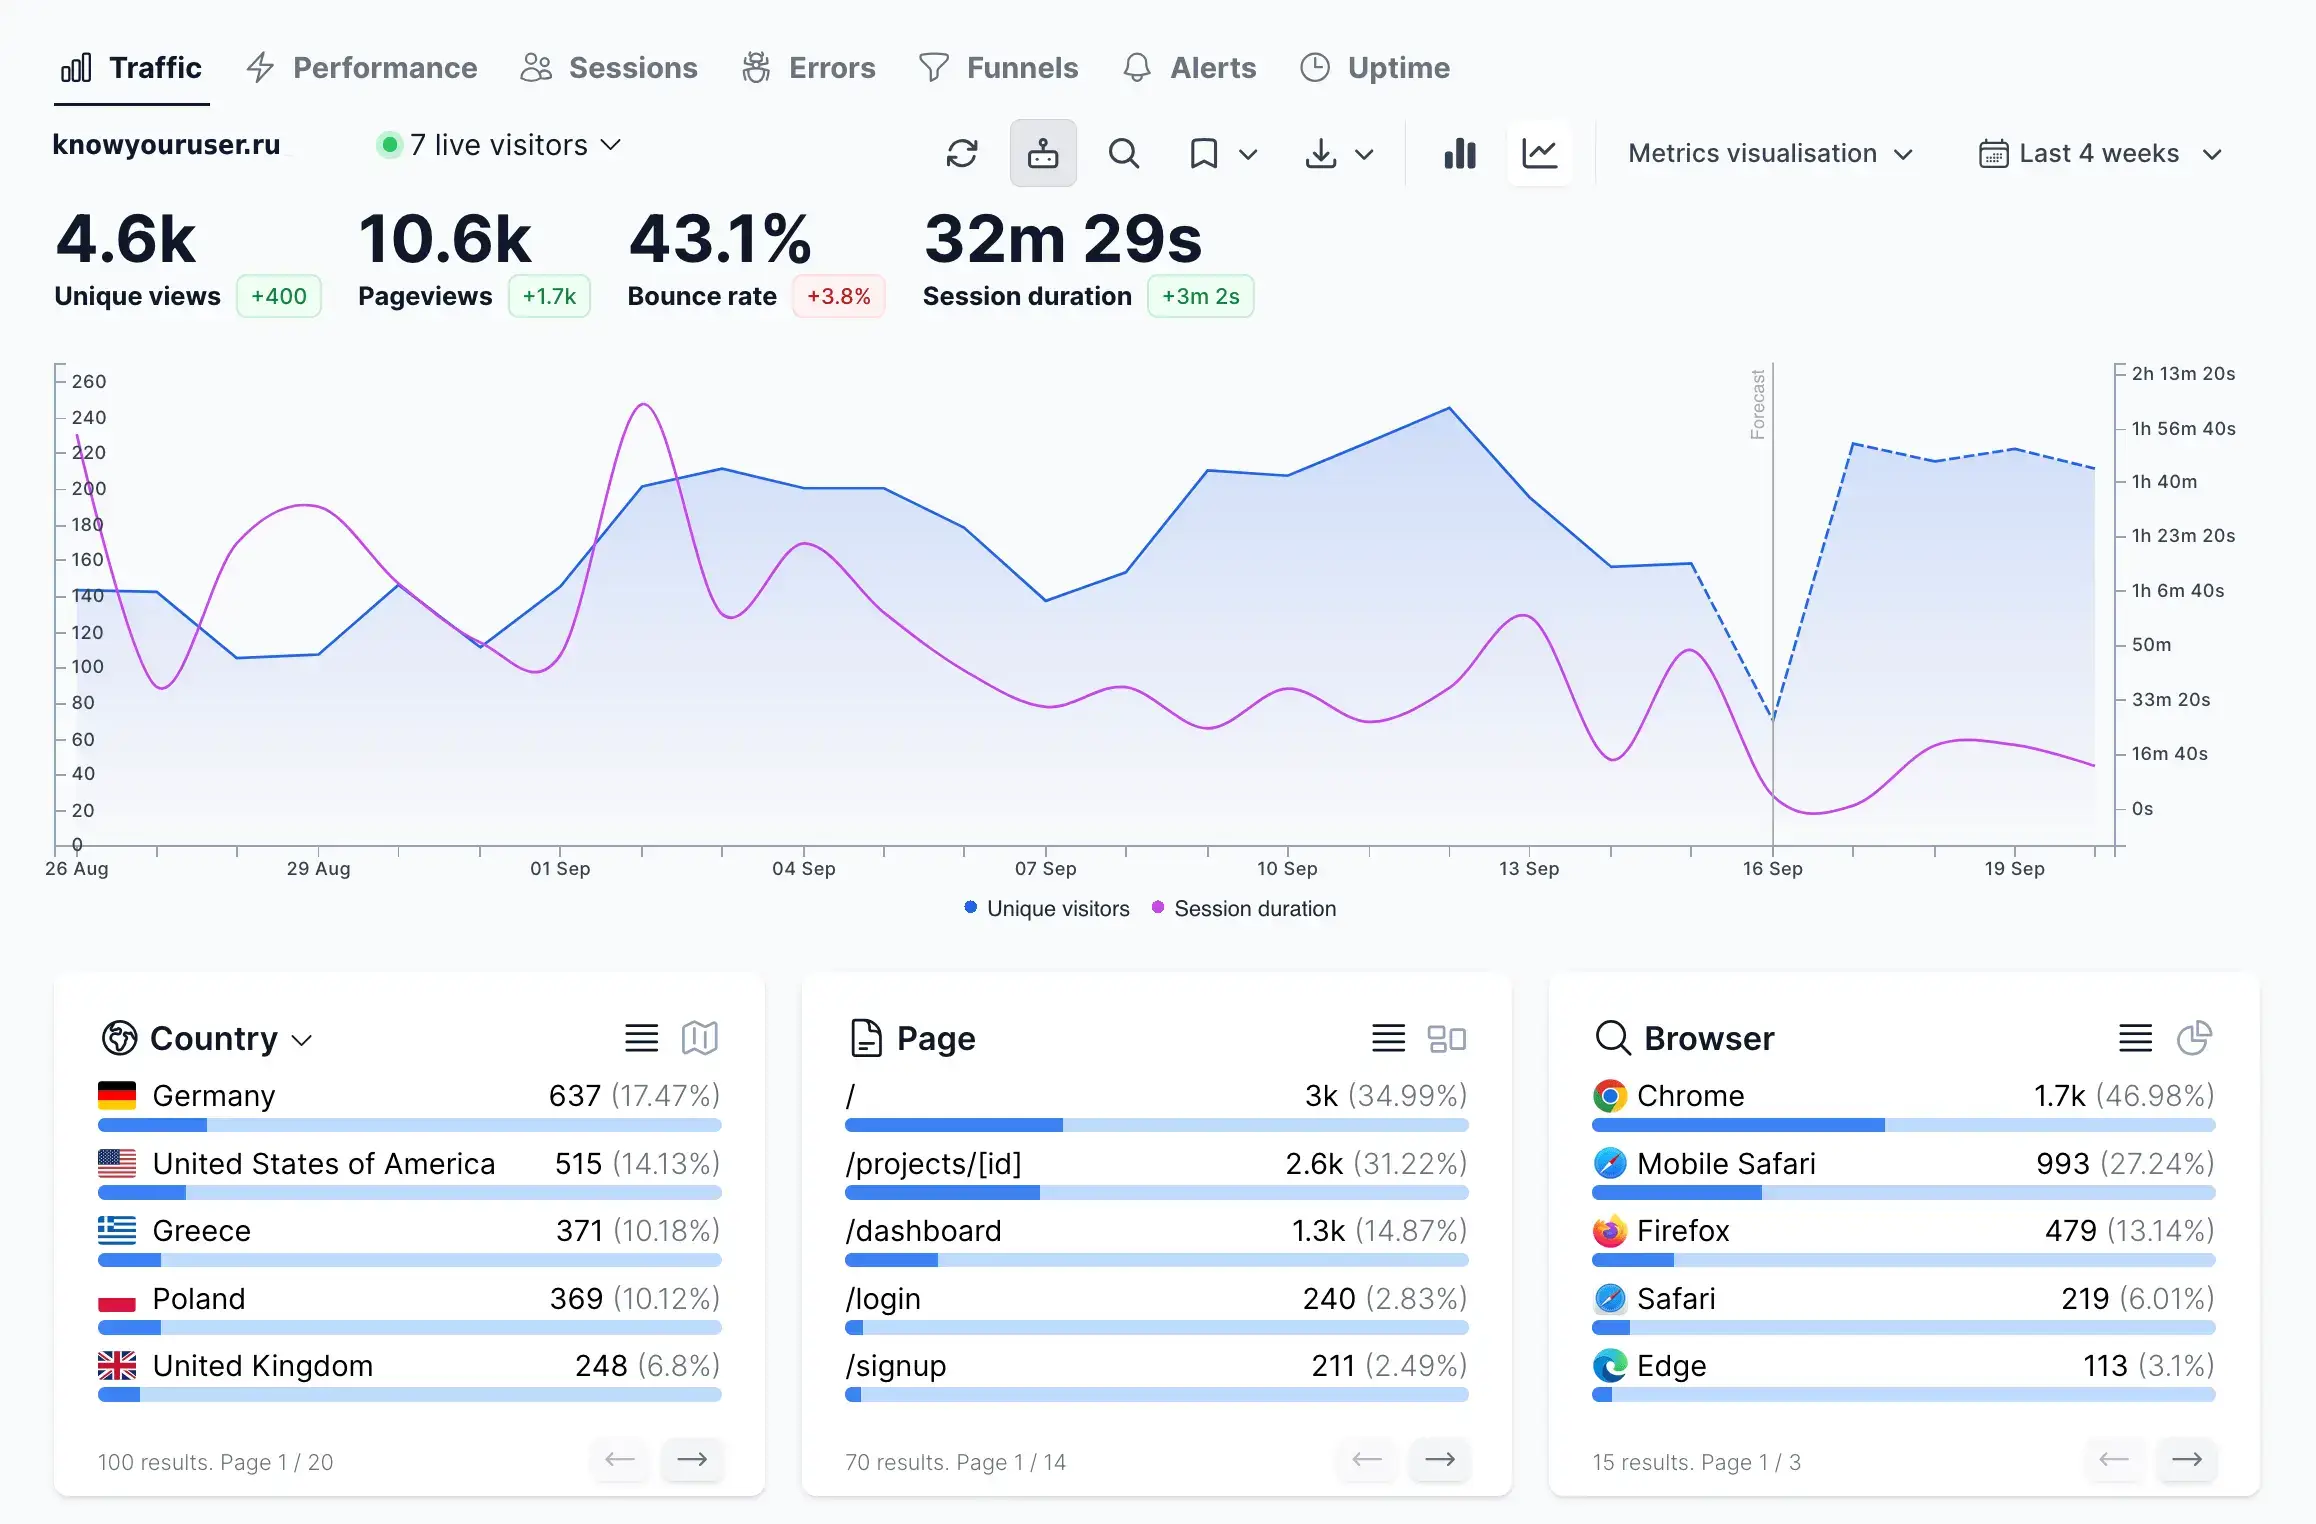 Traffic Performance Sessions Errors Funnels Alerts Uptime
knowyouruser.ru 7 live visitors Metrics visualisation Last 4 weeks
4.6k 10.6k 43.1% 32m 29s
Unique views +400 Pageviews +1.7k Bounce rate +3.8% Session duration +3m 2s
Forecast
260
240
220
200
180
160
140
120
100
80
60
40
20
0
2h 13m 20s
1h 56m 40s
1h 40m
1h 23m 20s
1h 6m 40s
50m
33m 20s
16m 40s
0s
26 Aug 29 Aug 01 Sep 04 Sep 07 Sep 10 Sep 13 Sep 16 Sep 19 Sep
Unique visitors Session duration
Country
Germany 637 (17.47%)
United States of America 515 (14.13%)
Greece 371 (10.18%)
Poland 369 (10.12%)
United Kingdom 248 (6.8%)
100 results. Page 1 / 20
Page
/ 3k (34.99%)
/projects/[id] 2.6k (31.22%)
/dashboard 1.3k (14.87%)
/login 240 (2.83%)
/signup 211 (2.49%)
70 results. Page 1 / 14
Browser
Chrome 1.7k (46.98%)
Mobile Safari 993 (27.24%)
Firefox 479 (13.14%)
Safari 219 (6.01%)
Edge 113 (3.1%)
15 results. Page 1 / 3